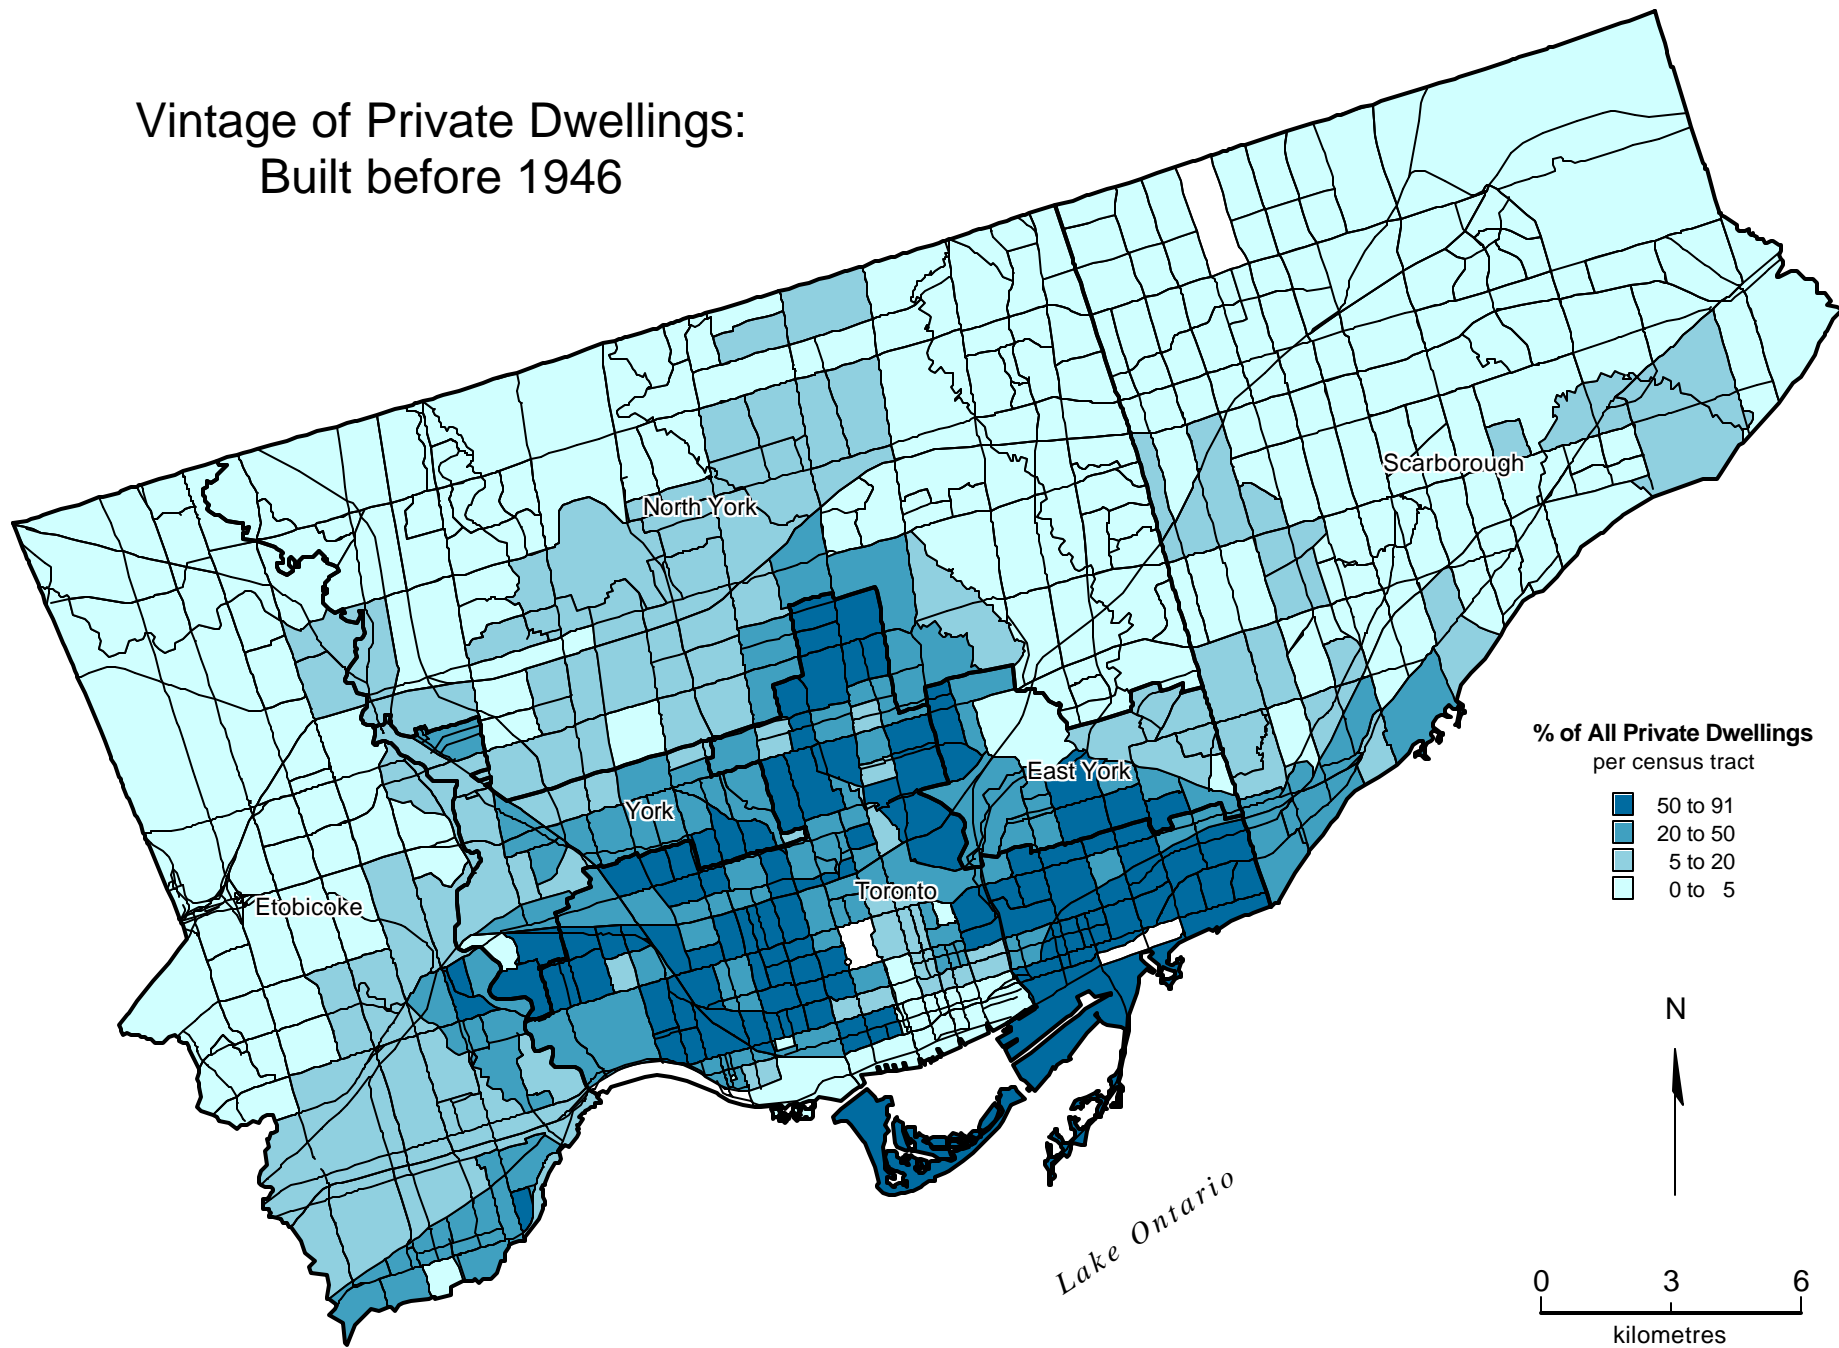 Vintage of Private Dwellings:
Built before 1946
North York
Scarborough
% of All Private Dwellings
per census tract
50 to 91
20 to 50
5 to 20
0 to 5
East York
York
Toronto
Etobicoke
N
Lake Ontario
0 3 6
kilometres